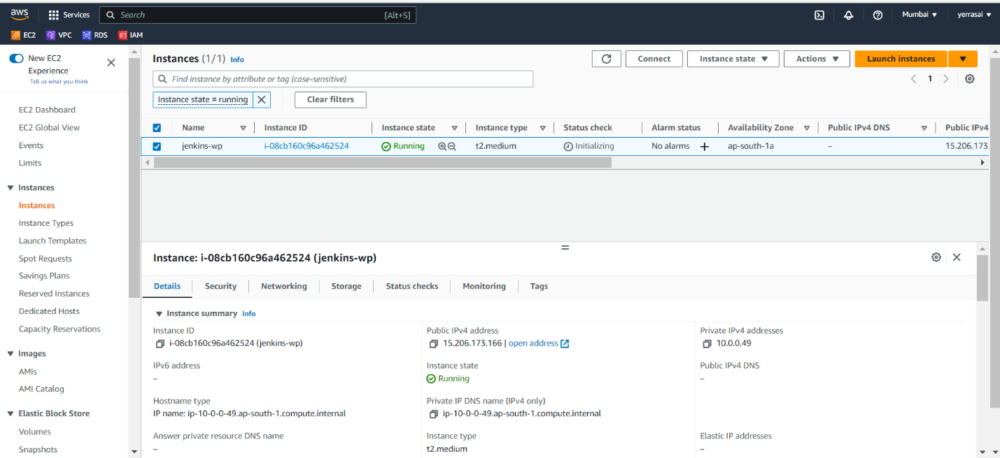 aws Services Search [Alt+S] Mumbai yerrasai
EC2 VPC RDS IAM
New EC2
Experience
Tell us what you think
EC2 Dashboard
EC2 Global View
Events
Limits
Instances
Instances
Instance Types
Launch Templates
Spot Requests
Savings Plans
Reserved Instances
Dedicated Hosts
Capacity Reservations
Images
AMIs
AMI Catalog
Elastic Block Store
Volumes
Snapshots
Instances (1/1) Info Connect Instance state Actions Launch instances
Find instance by attribute or tag (case-sensitive) 1
Instance state = running Clear filters
Name Instance ID Instance state Instance type Status check Alarm status Availability Zone Public IPv4 DNS Public IPv4
jenkins-wp i-08cb160c96a462524 Running t2.medium Initializing No alarms + ap-south-1a – 15.206.173.
Instance: i-08cb160c96a462524 (jenkins-wp)
Details Security Networking Storage Status checks Monitoring Tags
Instance summary Info
Instance ID Public IPv4 address Private IPv4 addresses
i-08cb160c96a462524 (jenkins-wp) 15.206.173.166 | open address 10.0.0.49
IPv6 address Instance state Public IPv4 DNS
– Running –
Hostname type Private IP DNS name (IPv4 only)
IP name: ip-10-0-0-49.ap-south-1.compute.internal ip-10-0-0-49.ap-south-1.compute.internal
Answer private resource DNS name Instance type Elastic IP addresses
– t2.medium –